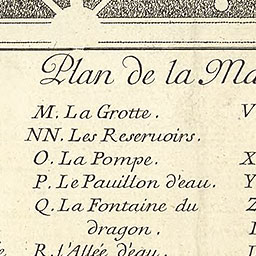 Plan de la Ma
M. La Grotte. V
NN. Les Reseruoirs.
O. La Pompe. X
P. Le Pauillon d'eau. Y
Q. La Fontaine du Z
dragon.
R. l'Allée d'eau.